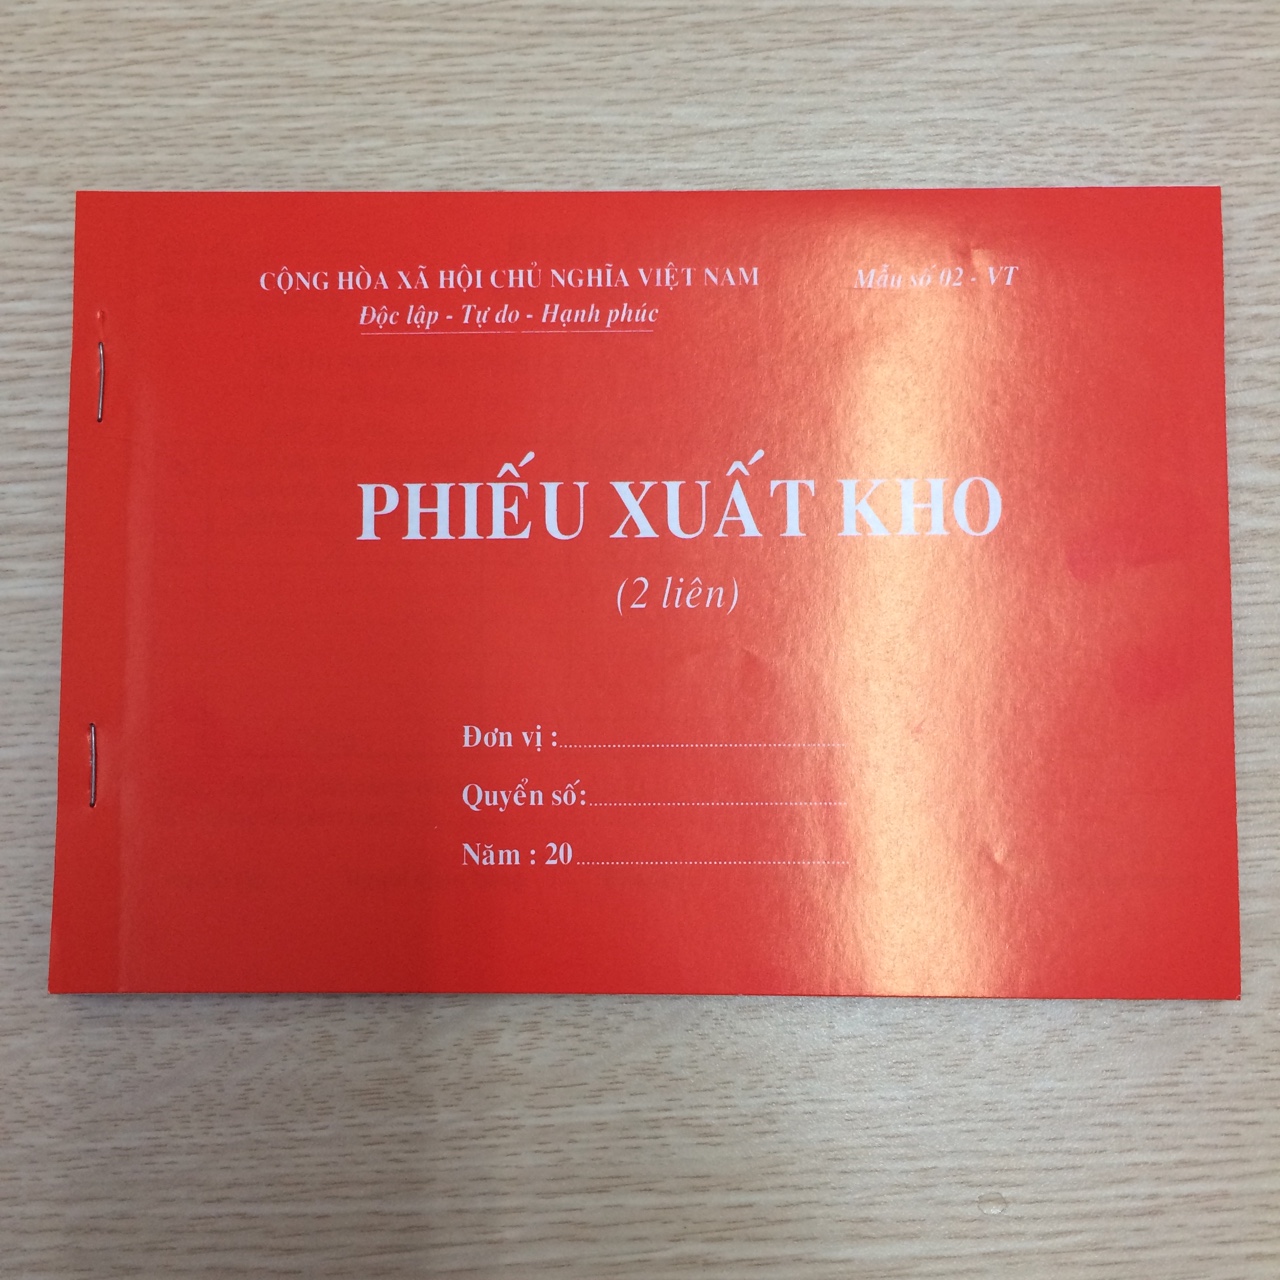 CỘNG HÒA XÃ HỘI CHỦ NGHĨA VIỆT NAM
Mẫu số 02 - VT
Độc lập - Tự do - Hạnh phúc
PHIẾU XUẤT KHO
(2 liên)
Đơn vị :
Quyển số:
Năm : 20